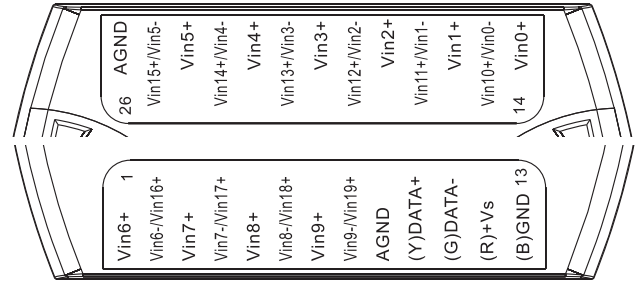 AGND
Vin15+/Vin5-
Vin5+
Vin14+/Vin4-
Vin4+
Vin13+/Vin3-
Vin3+
Vin12+/Vin2-
Vin2+
Vin11+/Vin1-
Vin1+
Vin10+/Vin0-
Vin0+
26
14
1
13
Vin6+
Vin6-/Vin16+
Vin7+
Vin7-/Vin17+
Vin8+
Vin8-/Vin18+
Vin9+
Vin9-/Vin19+
AGND
(Y)DATA+
(G)DATA-
(R)+Vs
(B)GND